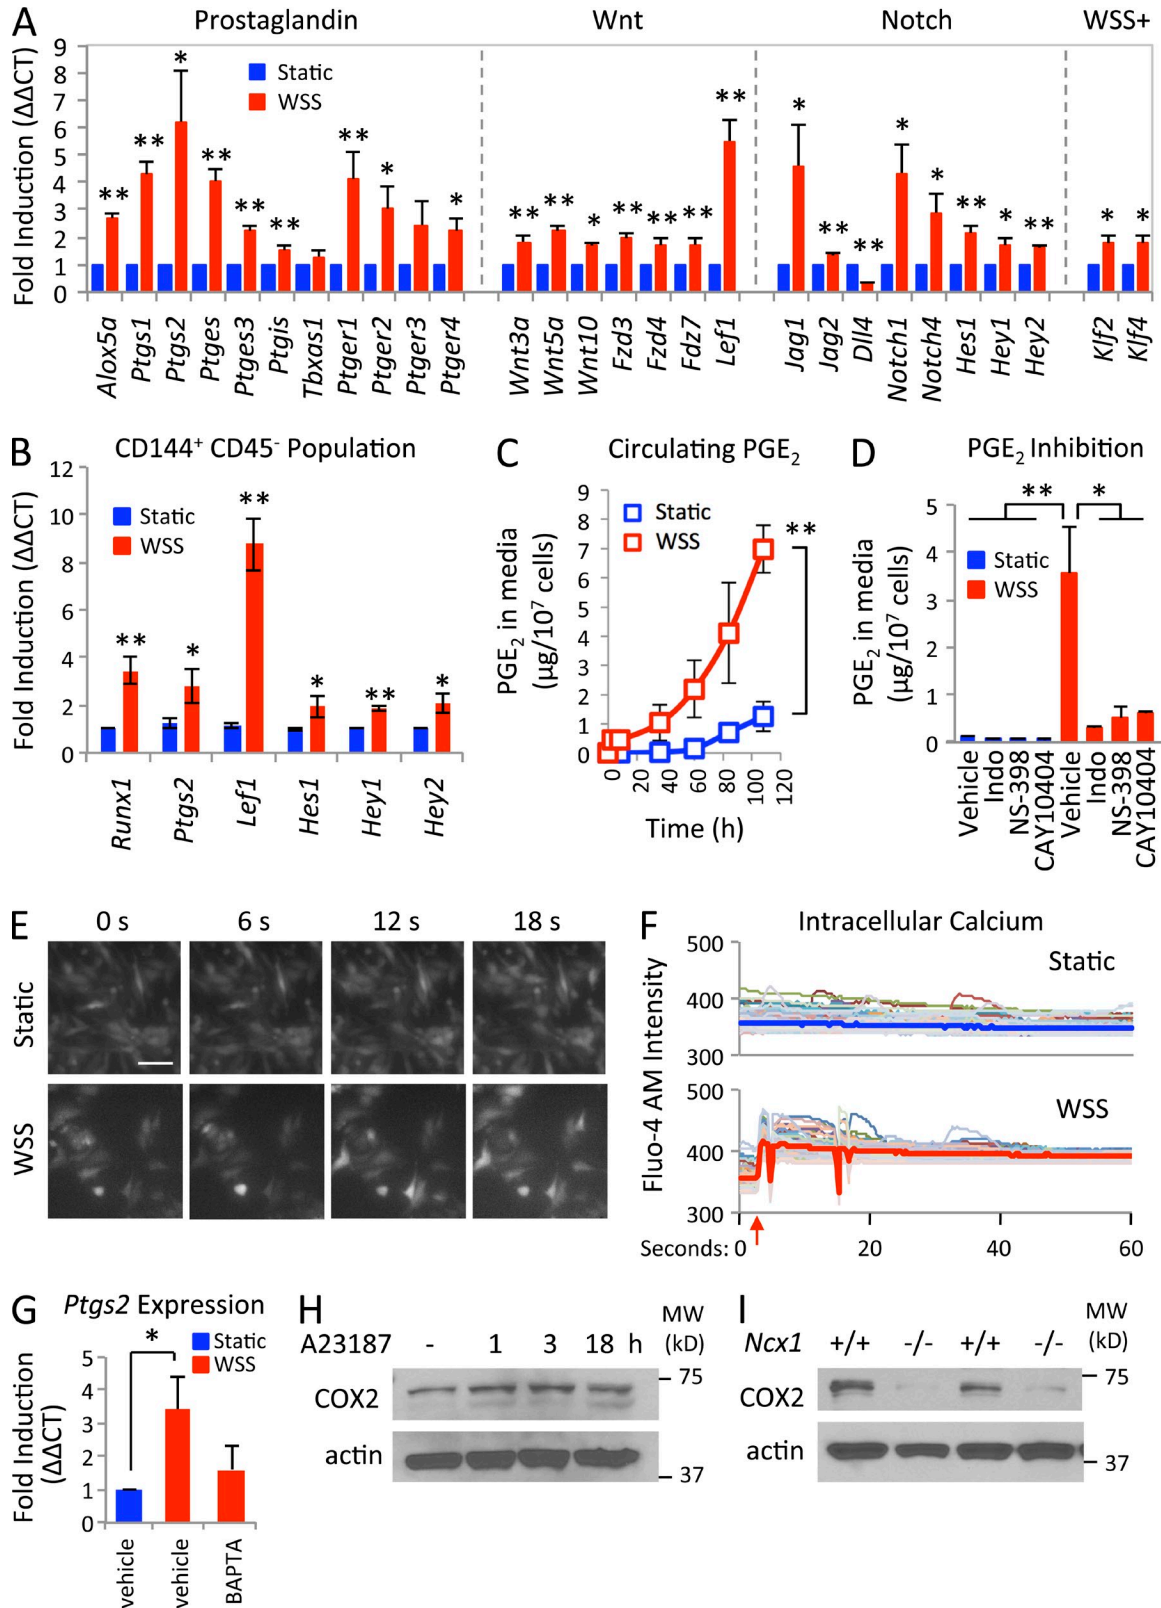 A
Prostaglandin
Wnt
Notch
WSS+
Fold Induction (ΔΔCT)
9
8
7
6
5
4
3
2
1
0
Static
WSS
** ** * ** ** ** ** * *
** ** * ** ** ** **
* ** ** * * ** * **
* *
Alox5a
Ptgs1
Ptgs2
Ptges
Ptges3
Ptgis
Tbxas1
Ptger1
Ptger2
Ptger3
Ptger4
Wnt3a
Wnt5a
Wnt10
Fzd3
Fzd4
Fdz7
Lef1
Jag1
Jag2
Dll4
Notch1
Notch4
Hes1
Hey1
Hey2
Klf2
Klf4
B
CD144⁺ CD45⁻ Population
Fold Induction (ΔΔCT)
12
10
8
6
4
2
0
Static
WSS
** * ** * ** *
Runx1
Ptgs2
Lef1
Hes1
Hey1
Hey2
C
Circulating PGE₂
PGE₂ in media
(µg/10⁷ cells)
9
8
7
6
5
4
3
2
1
0
Static
WSS
**
0
20
40
60
80
100
120
Time (h)
D
PGE₂ Inhibition
PGE₂ in media
(µg/10⁷ cells)
5
4
3
2
1
0
** *
Static
WSS
Vehicle
Indo
NS-398
CAY10404
Vehicle
Indo
NS-398
CAY10404
E
0 s 6 s 12 s 18 s
Static
WSS
F
Intracellular Calcium
Fluo-4 AM Intensity
500
400
300
Static
500
400
300
WSS
Seconds: 0 20 40 60
G
Ptgs2 Expression
Fold Induction
(ΔΔCT)
5
4
3
2
1
0
*
Static
WSS
vehicle
vehicle
BAPTA
H
A23187 - 1 3 18 h
MW
(kD)
COX2
75
actin
37
I
Ncx1 +/+ -/- +/+ -/-
MW
(kD)
COX2
75
actin
37